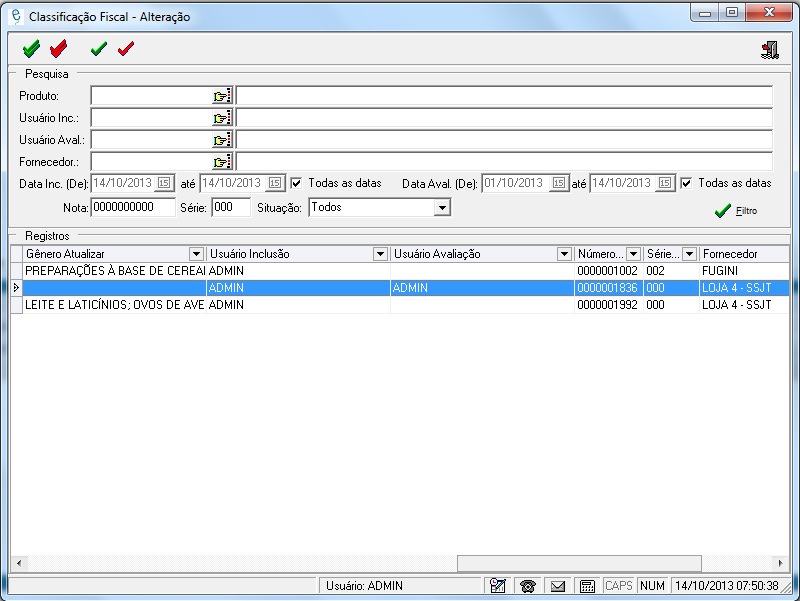 Classificação Fiscal - Alteração
Pesquisa
Produto:
Usuário Inc.:
Usuário Aval.:
Fornecedor.:
Data Inc. (De): 14/10/2013 15 até 14/10/2013 15 Todas as datas Data Aval. (De): 01/10/2013 15 até 14/10/2013 15 Todas as datas
Nota: 0000000000 Série: 000 Situação: Todos Filtro
Registros
Gênero Atualizar Usuário Inclusão Usuário Avaliação Número... Série... Fornecedor
PREPARAÇÕES À BASE DE CEREAI ADMIN 0000001002 002 FUGINI
ADMIN ADMIN 0000001836 000 LOJA 4 - SSJT
LEITE E LATICÍNIOS; OVOS DE AVE ADMIN 0000001992 000 LOJA 4 - SSJT
Usuário: ADMIN CAPS NUM 14/10/2013 07:50:38